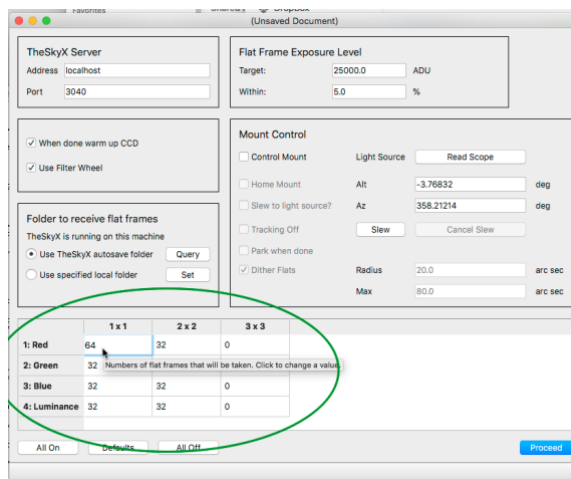 Favorites
Dropbox
(Unsaved Document)
TheSkyX Server
Address localhost
Port 3040
Flat Frame Exposure Level
Target: 25000.0 ADU
Within: 5.0 %
When done warm up CCD
Use Filter Wheel
Mount Control
Control Mount Light Source Read Scope
Home Mount Alt -3.76832 deg
Slew to light source? Az 358.21214 deg
Tracking Off Slew Cancel Slew
Park when done
Dither Flats Radius 20.0 arc sec
Max 80.0 arc sec
Folder to receive flat frames
TheSkyX is running on this machine
Use TheSkyX autosave folder Query
Use specified local folder Set
1 x 1 2 x 2 3 x 3
1: Red 64 32 0
2: Green 32 Numbers of flat frames that will be taken. Click to change a value.
3: Blue 32 32 0
4: Luminance 32 32 0
All On Defaults All Off Proceed